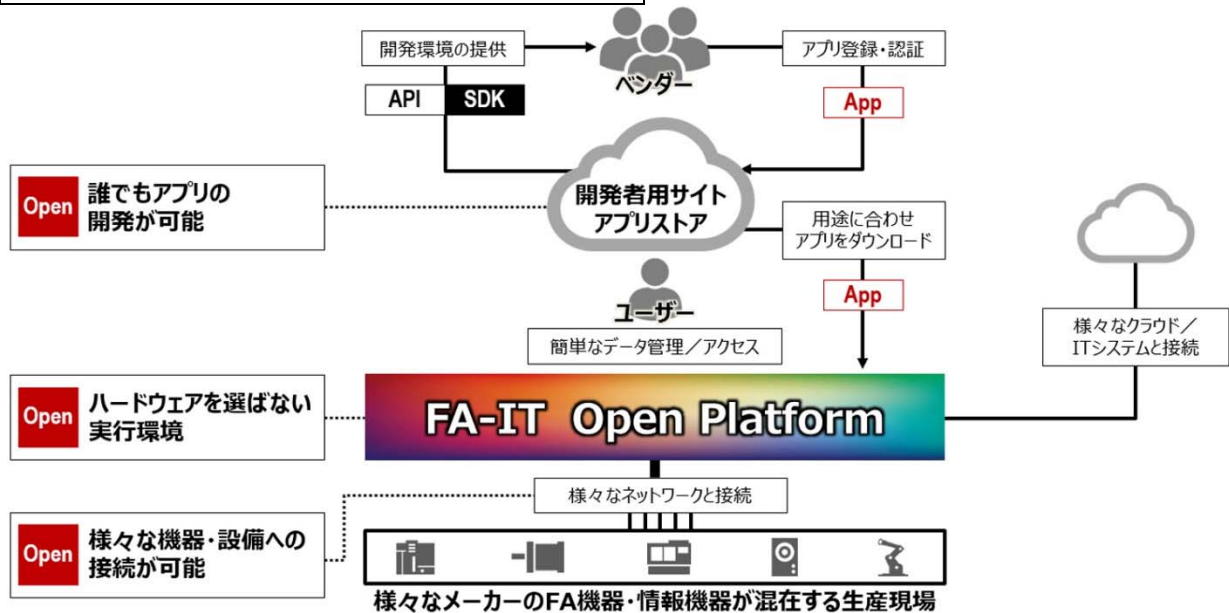 開発環境の提供
API SDK
ベンダー
アプリ登録・認証
App
Open 誰でもアプリの
開発が可能
開発者用サイト
アプリストア
用途に合わせ
アプリをダウンロード
App
ユーザー
簡単なデータ管理/アクセス
様々なクラウド/
ITシステムと接続
Open ハードウェアを選ばない
実行環境
FA-IT Open Platform
様々なネットワークと接続
Open 様々な機器・設備への
接続が可能
様々なメーカーのFA機器・情報機器が混在する生産現場